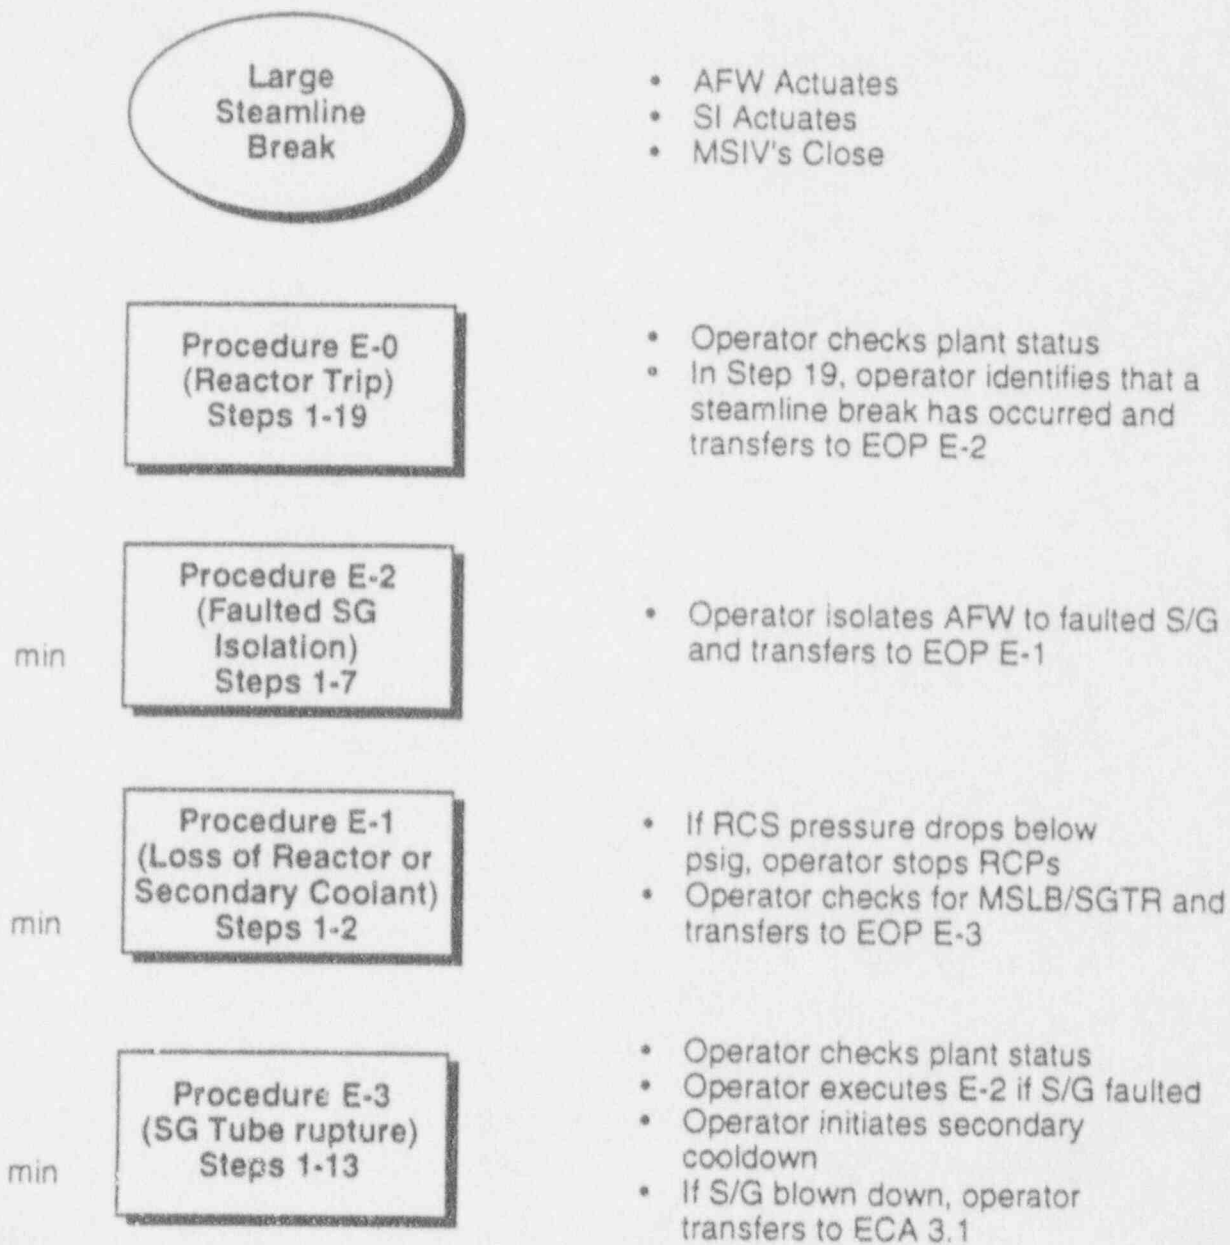 Large
Steamline
Break
• AFW Actuates
• SI Actuates
• MSIV's Close
Procedure E-0
(Reactor Trip)
Steps 1-19
• Operator checks plant status
• In Step 19, operator identifies that a
steamline break has occurred and
transfers to EOP E-2
min
Procedure E-2
(Faulted SG
Isolation)
Steps 1-7
• Operator isolates AFW to faulted S/G
and transfers to EOP E-1
min
Procedure E-1
(Loss of Reactor or
Secondary Coolant)
Steps 1-2
• If RCS pressure drops below
psig, operator stops RCPs
• Operator checks for MSLB/SGTR and
transfers to EOP E-3
min
Procedure E-3
(SG Tube rupture)
Steps 1-13
• Operator checks plant status
• Operator executes E-2 if S/G faulted
• Operator initiates secondary
cooldown
• If S/G blown down, operator
transfers to ECA 3.1